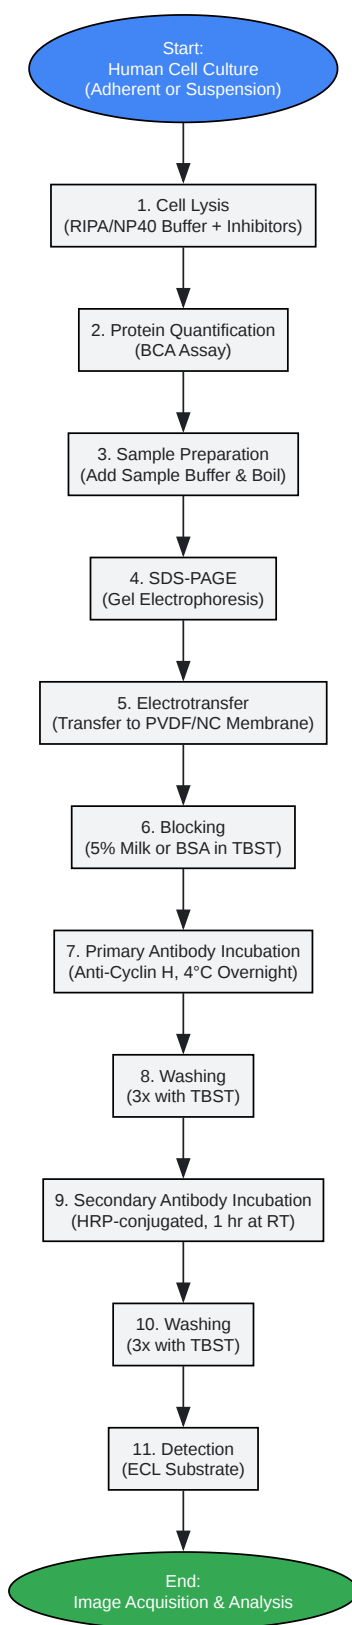 Start:
Human Cell Culture
(Adherent or Suspension)
1. Cell Lysis
(RIPA/NP40 Buffer + Inhibitors)
2. Protein Quantification
(BCA Assay)
3. Sample Preparation
(Add Sample Buffer & Boil)
4. SDS-PAGE
(Gel Electrophoresis)
5. Electrotransfer
(Transfer to PVDF/NC Membrane)
6. Blocking
(5% Milk or BSA in TBST)
7. Primary Antibody Incubation
(Anti-Cyclin H, 4°C Overnight)
8. Washing
(3x with TBST)
9. Secondary Antibody Incubation
(HRP-conjugated, 1 hr at RT)
10. Washing
(3x with TBST)
11. Detection
(ECL Substrate)
End:
Image Acquisition & Analysis